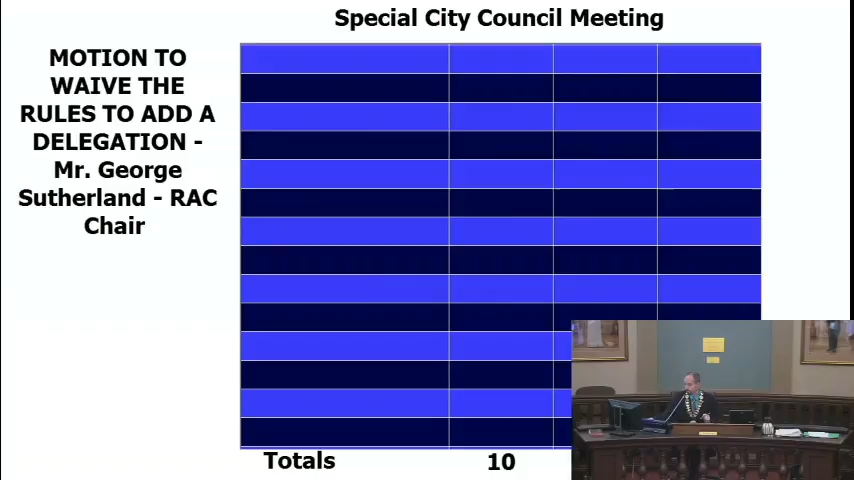 Special City Council Meeting
MOTION TO
WAIVE THE
RULES TO ADD A
DELEGATION -
Mr. George
Sutherland - RAC
Chair
Totals 10